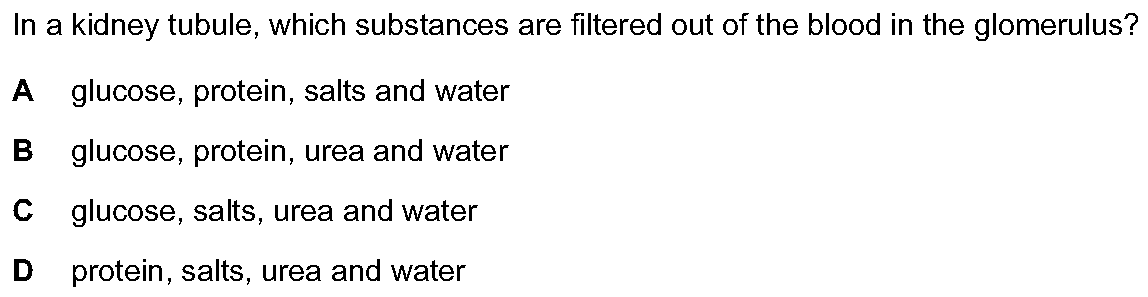 In a kidney tubule, which substances are filtered out of the blood in the glomerulus?
A glucose, protein, salts and water
B glucose, protein, urea and water
C glucose, salts, urea and water
D protein, salts, urea and water